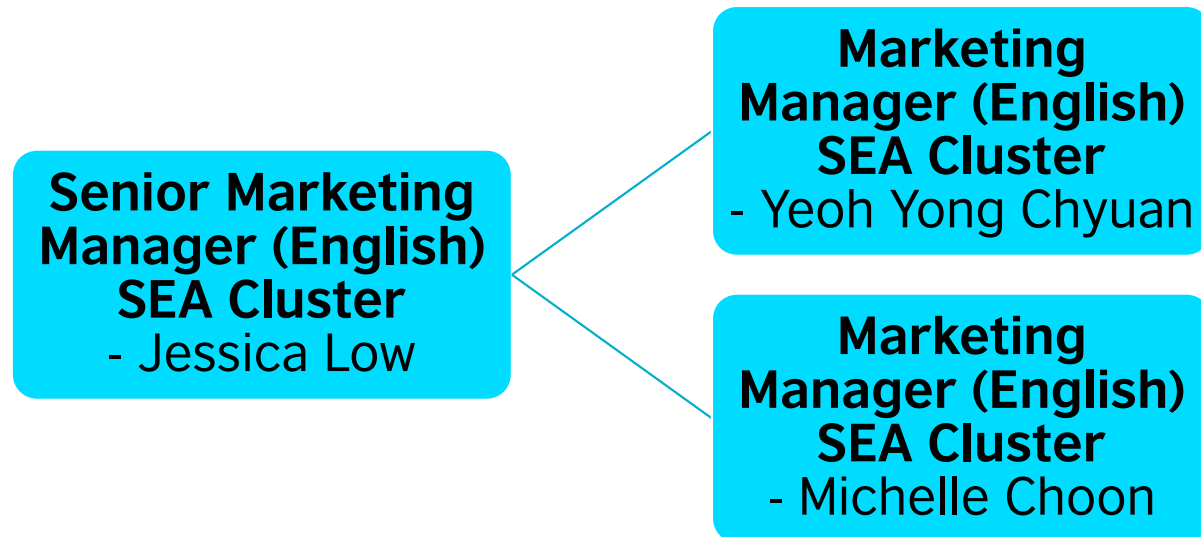 Senior Marketing
Manager (English)
SEA Cluster
- Jessica Low
Marketing
Manager (English)
SEA Cluster
- Yeoh Yong Chyuan
Marketing
Manager (English)
SEA Cluster
- Michelle Choon